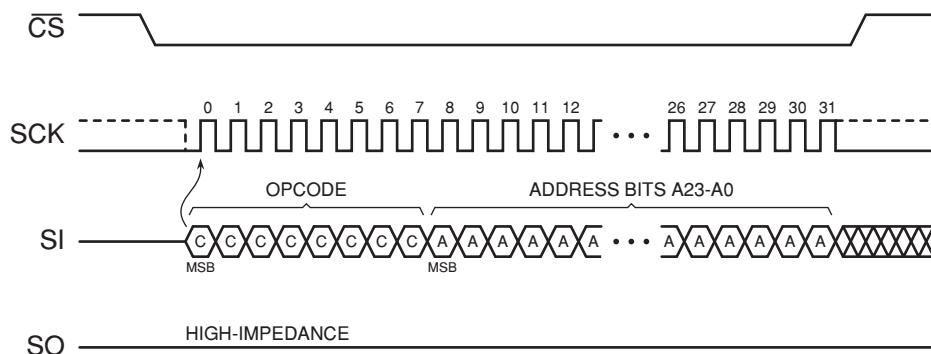 CS
0 1 2 3 4 5 6 7 8 9 10 11 12 26 27 28 29 30 31
SCK
OPCODE ADDRESS BITS A23-A0
SI C C C C C C C C A A A A A A A A A A A A
MSB MSB
HIGH-IMPEDANCE
SO